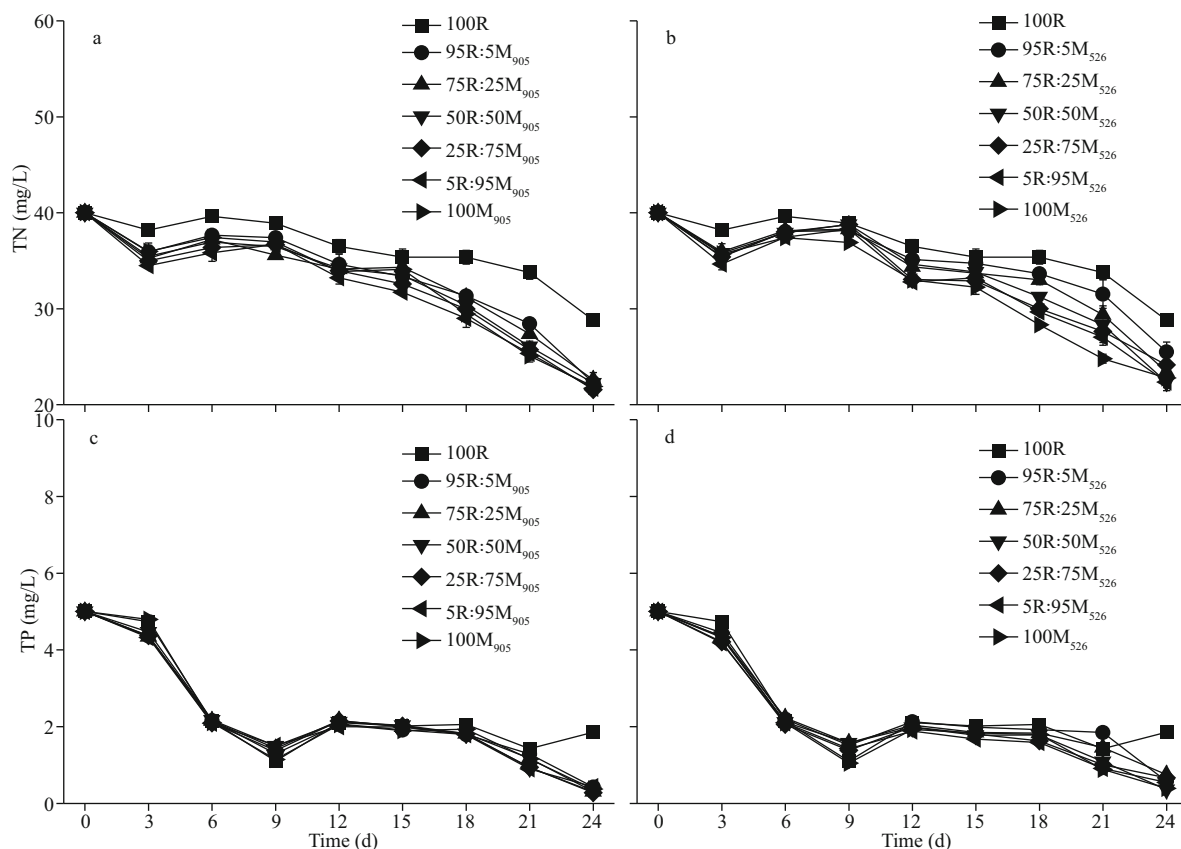 a
TN (mg/L)
60
50
40
30
20
100R
95R:5M905
75R:25M905
50R:50M905
25R:75M905
5R:95M905
100M905
b
100R
95R:5M526
75R:25M526
50R:50M526
25R:75M526
5R:95M526
100M526
c
TP (mg/L)
10
8
6
4
2
0
100R
95R:5M905
75R:25M905
50R:50M905
25R:75M905
5R:95M905
100M905
0 3 6 9 12 15 18 21 24
Time (d)
d
100R
95R:5M526
75R:25M526
50R:50M526
25R:75M526
5R:95M526
100M526
0 3 6 9 12 15 18 21 24
Time (d)